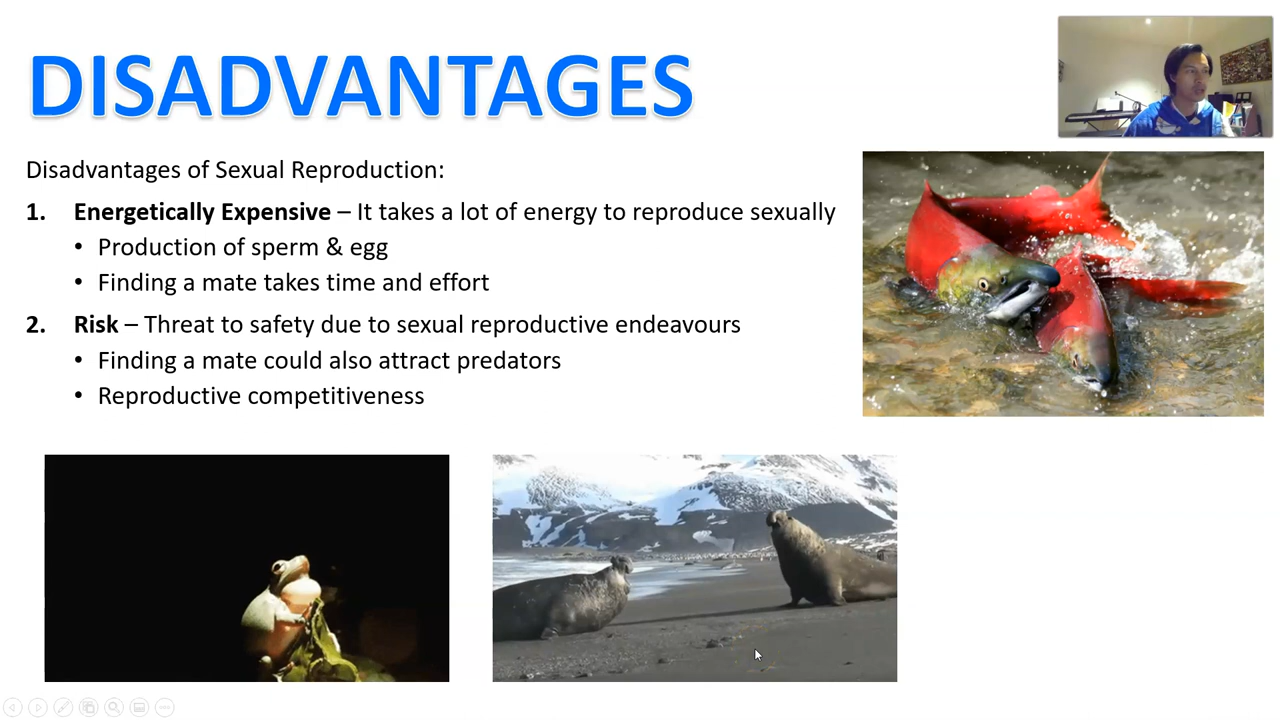 DISADVANTAGES
Disadvantages of Sexual Reproduction:
1. Energetically Expensive – It takes a lot of energy to reproduce sexually
• Production of sperm & egg
• Finding a mate takes time and effort
2. Risk – Threat to safety due to sexual reproductive endeavours
• Finding a mate could also attract predators
• Reproductive competitiveness